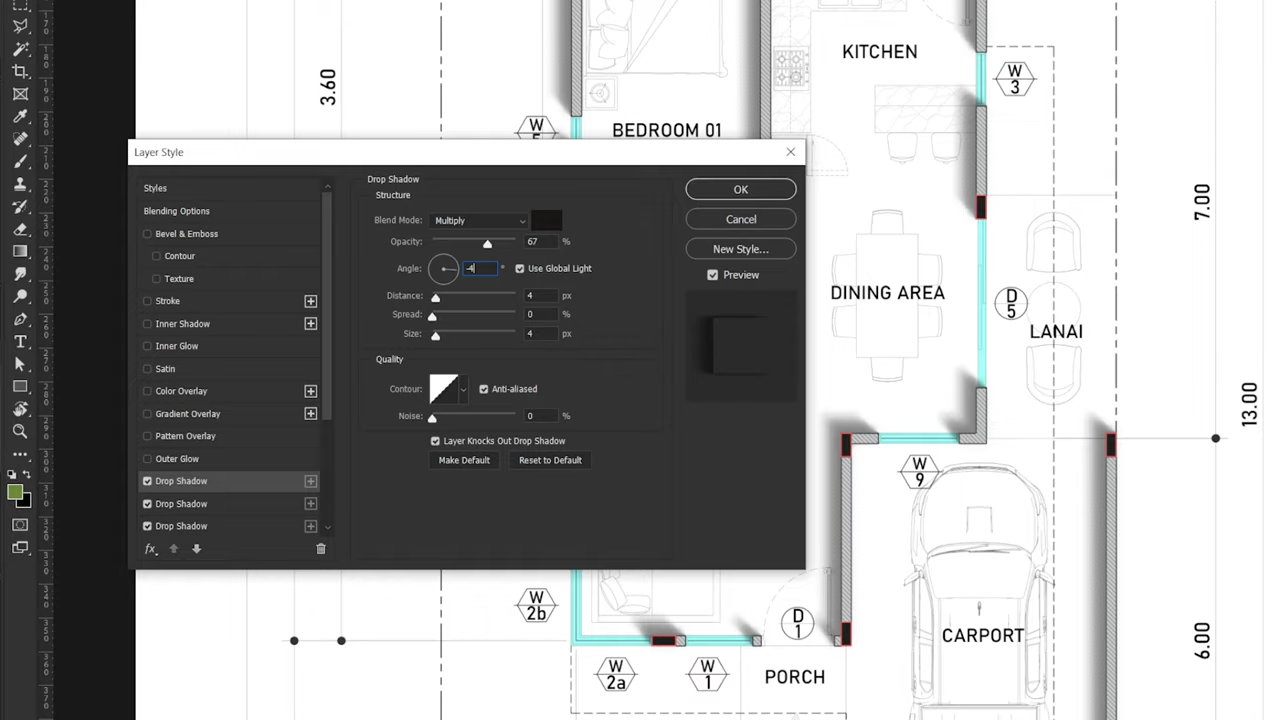 KITCHEN
3.60
W
3
BEDROOM 01
W
Layer Style
Drop Shadow
Structure
Styles
Blending Options
Bevel & Emboss
Contour
Texture
Stroke
Inner Shadow
Inner Glow
Satin
Color Overlay
Gradient Overlay
Pattern Overlay
Outer Glow
Drop Shadow
Drop Shadow
Drop Shadow
fx
Blend Mode: Multiply
Opacity: 67 %
Angle: -4 ° Use Global Light
Distance: 4 px
Spread: 0 %
Size: 4 px
Quality
Contour: Anti-aliased
Noise: 0 %
Layer Knocks Out Drop Shadow
Make Default Reset to Default
OK
Cancel
New Style...
Preview
7.00
DINING AREA
D
5
LANAI
13.00
W
9
W
2b
D
1
CARPORT
6.00
W
2a
W
1
PORCH